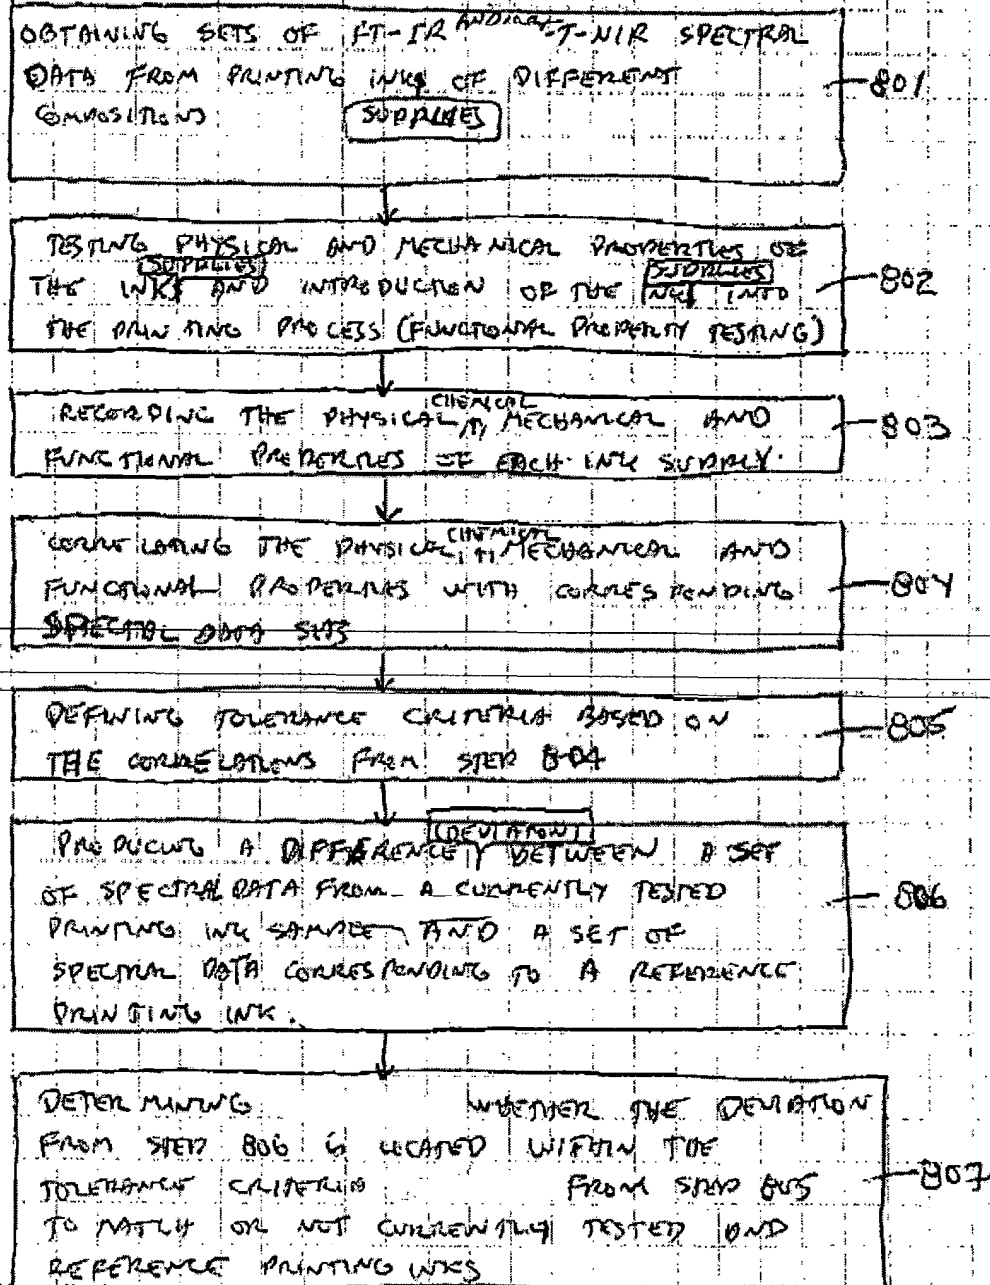 OBTAINING SETS OF FT-IR AND/OR FT-NIR SPECTRAL
DATA FROM PRINTING INK OF DIFFERENT — 801
COMPOSITIONS SUPPLIES
TESTING PHYSICAL AND MECHANICAL PROPERTIES OF
SUPPLIES SUPPLIES
THE INK AND INTRODUCTION OF THE INK INTO — 802
THE PRINTING PROCESS (FUNCTIONAL PROPERTY TESTING)
CHEMICAL
RECORDING THE PHYSICAL, MECHANICAL AND — 803
FUNCTIONAL PROPERTIES OF EACH INK SUPPLY.
CHEMICAL
CORRELATING THE PHYSICAL, MECHANICAL AND
FUNCTIONAL PROPERTIES WITH CORRESPONDING — 804
SPECTRAL DATA SETS
DEFINING TOLERANCE CRITERIA BASED ON — 805
THE CORRELATIONS FROM STEP 804
(DEVIATION)
PRODUCING A DIFFERENCE BETWEEN A SET
OF SPECTRAL DATA FROM A CURRENTLY TESTED — 806
PRINTING INK SAMPLE AND A SET OF
SPECTRAL DATA CORRESPONDING TO A REFERENCE
PRINTING INK.
DETERMINING WHETHER THE DEVIATION
FROM STEP 806 IS LOCATED WITHIN THE
TOLERANCE CRITERIA FROM STEP 805 — 807
TO MATCH OR NOT CURRENTLY TESTED AND
REFERENCE PRINTING INKS